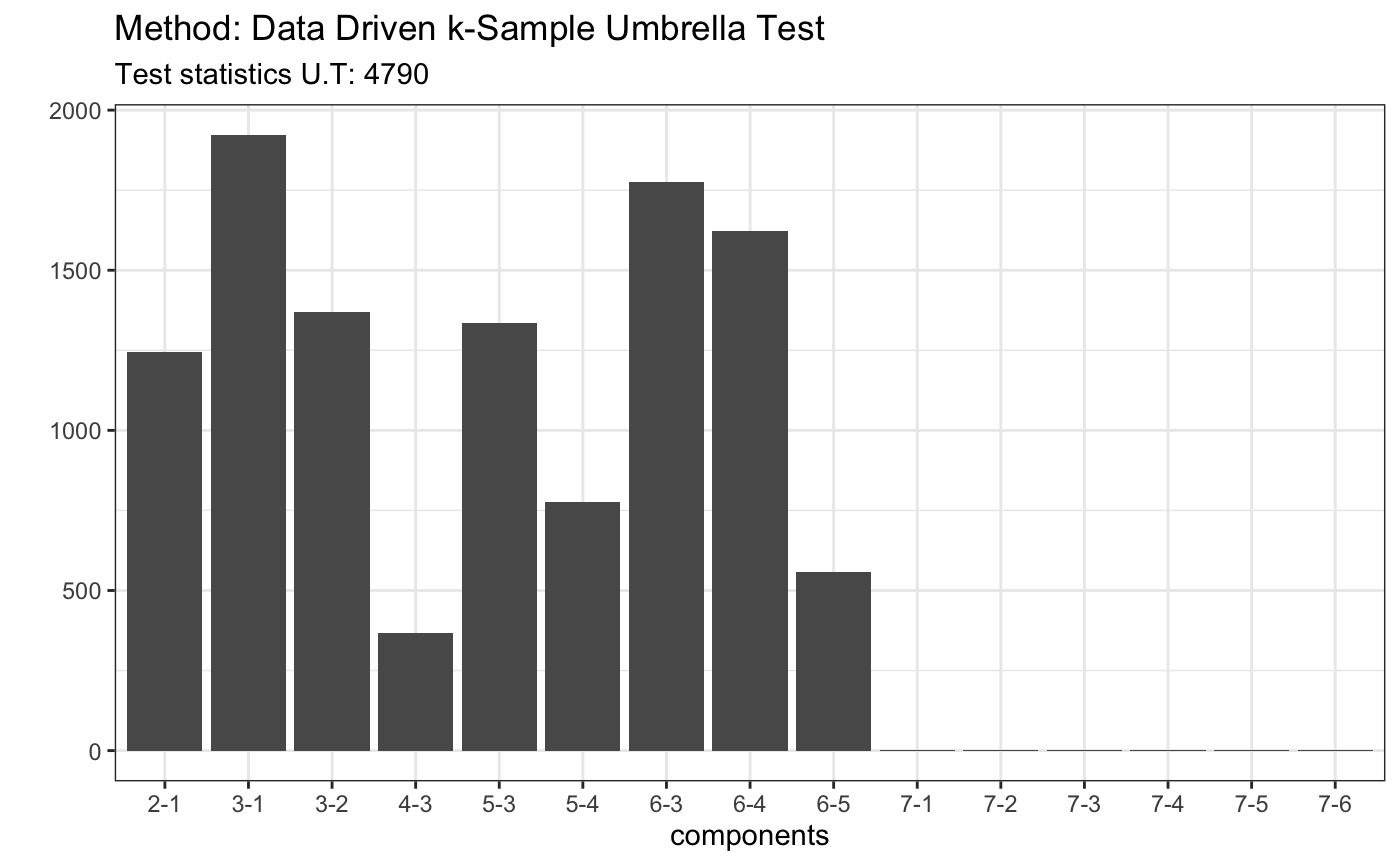 Method: Data Driven k-Sample Umbrella Test
Test statistics U.T: 4790
2000
1500
1000
500
0
2-1 3-1 3-2 4-3 5-3 5-4 6-3 6-4 6-5 7-1 7-2 7-3 7-4 7-5 7-6
components